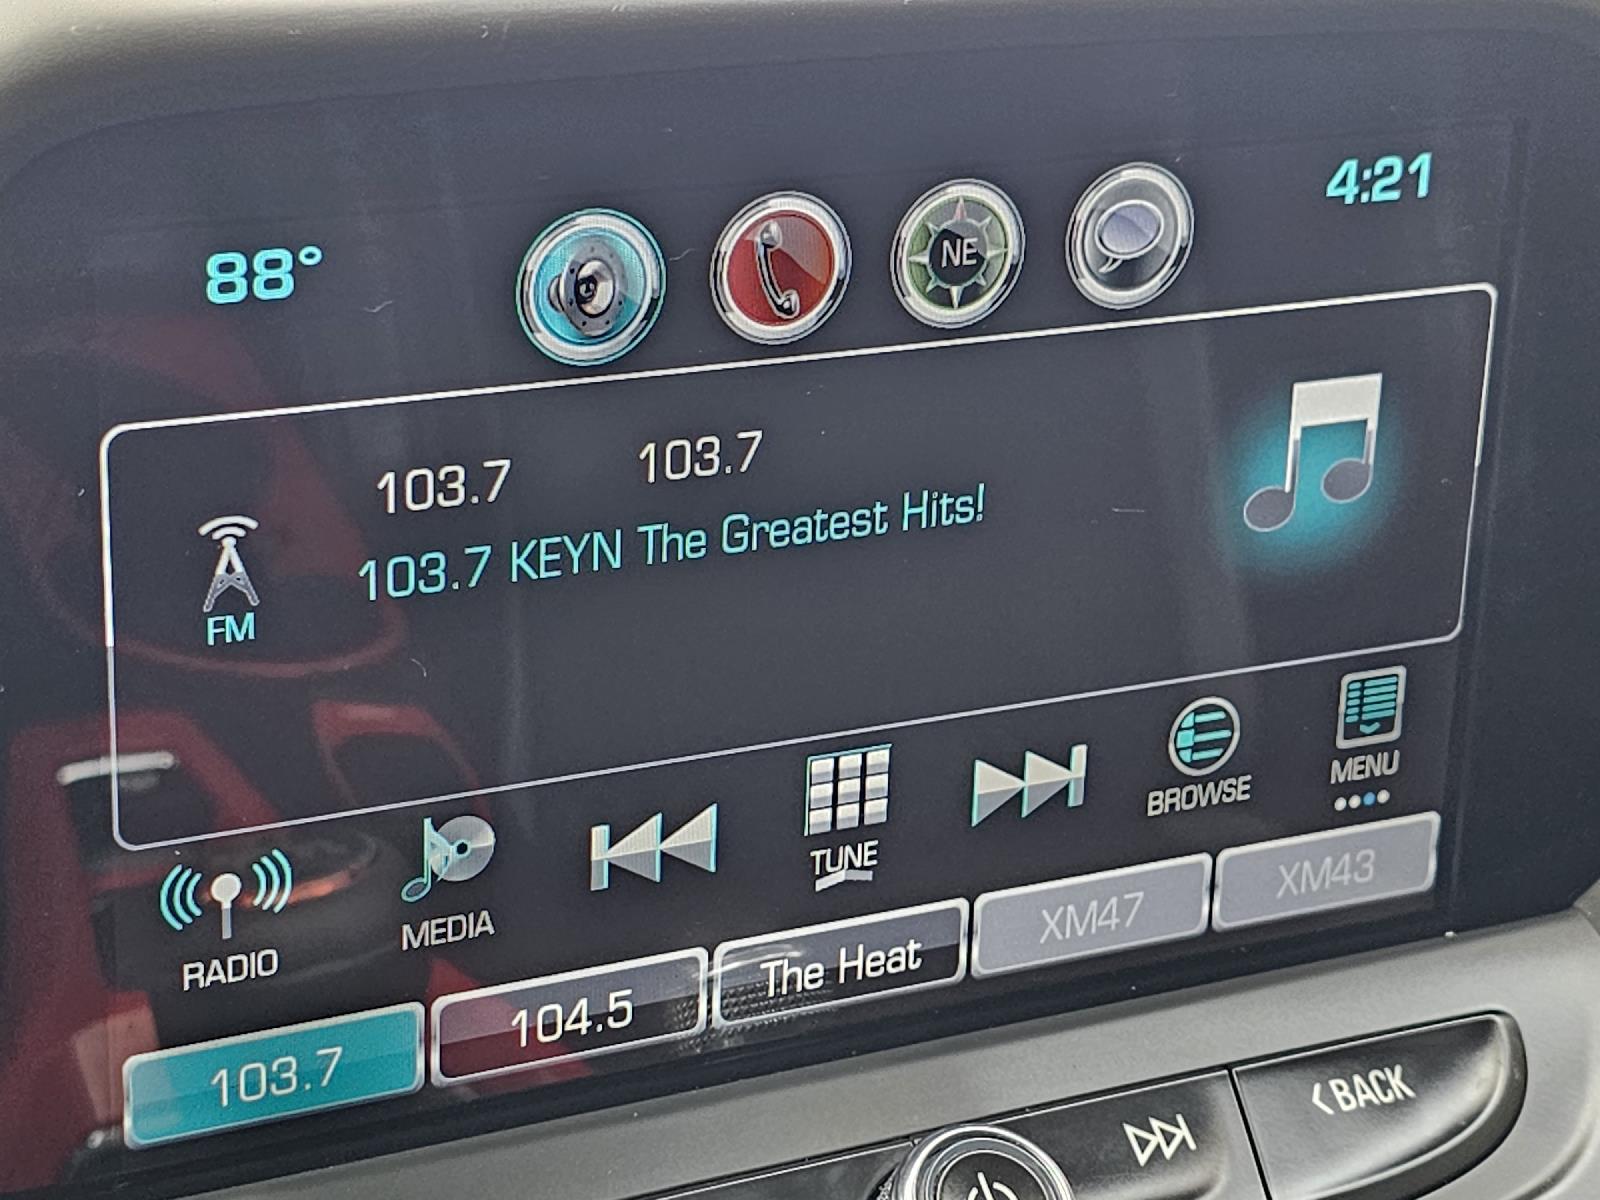 88°
NE
4:21
103.7 103.7
103.7 KEYN The Greatest Hits!
FM
RADIO
MEDIA
TUNE
BROWSE
MENU
103.7
104.5
The Heat
XM47
XM43
<BACK